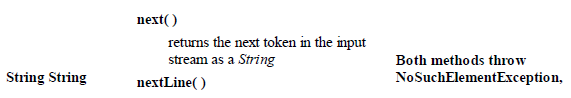 next( )
returns the next token in the input
stream as a String
String String
nextLine( )
Both methods throw
NoSuchElementException,